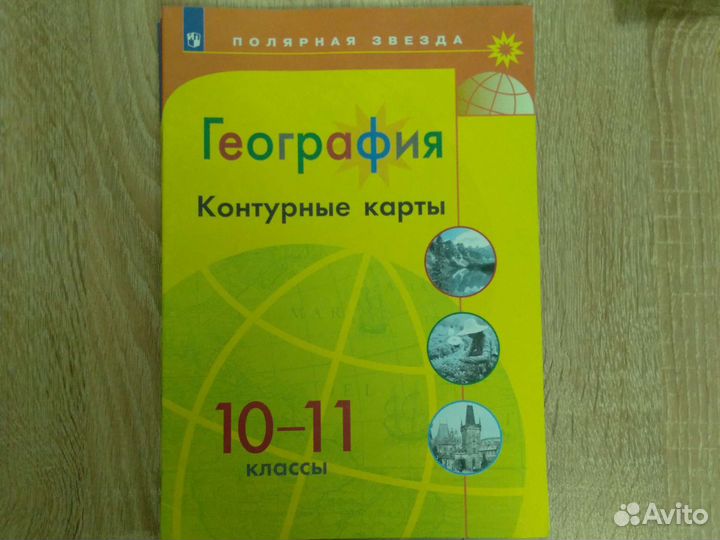 ПОЛЯРНАЯ ЗВЕЗДА
География
Контурные карты
10–11
классы
Avito